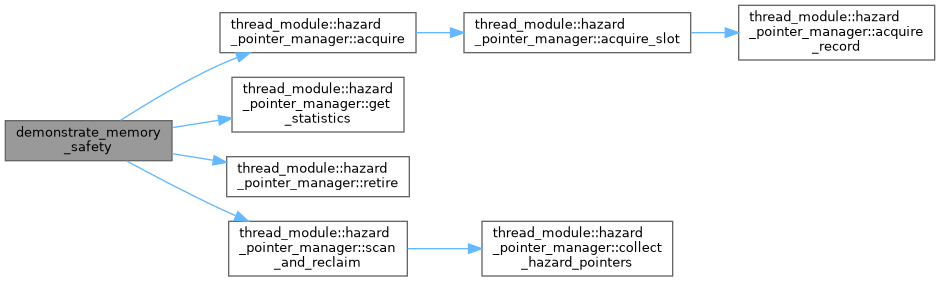 demonstrate_memory
_safety
thread_module::hazard
_pointer_manager::acquire
thread_module::hazard
_pointer_manager::acquire_slot
thread_module::hazard
_pointer_manager::acquire
_record
thread_module::hazard
_pointer_manager::get
_statistics
thread_module::hazard
_pointer_manager::retire
thread_module::hazard
_pointer_manager::scan
_and_reclaim
thread_module::hazard
_pointer_manager::collect
_hazard_pointers